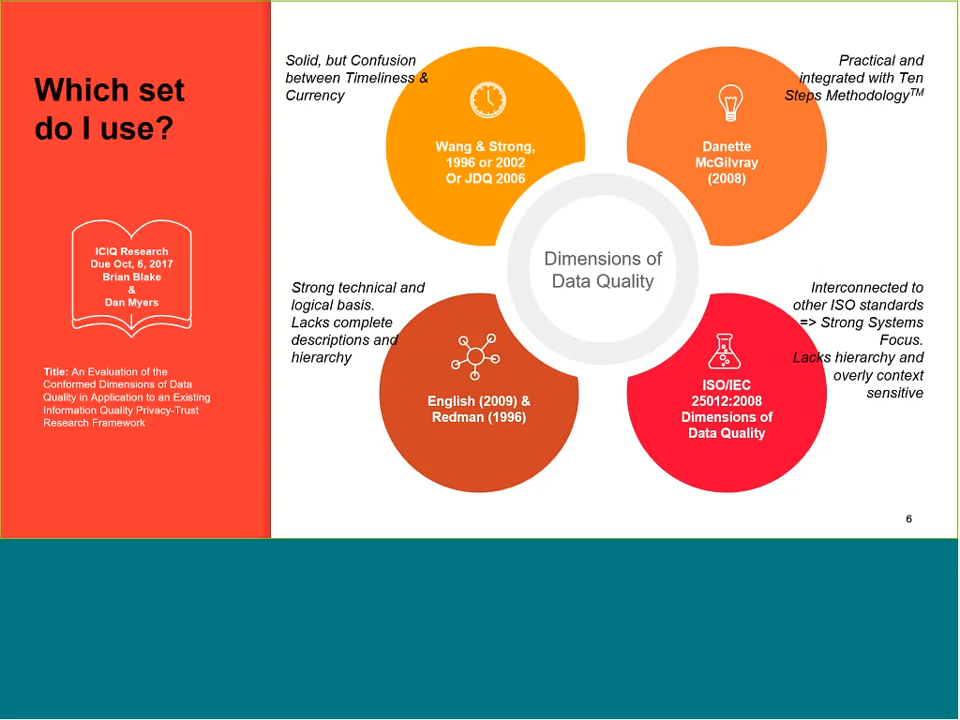 Which set
do I use?
ICIQ Research
Due Oct, 6, 2017
Brian Blake
&
Dan Myers
Title: An Evaluation of the
Conformed Dimensions of Data
Quality in Application to an Existing
Information Quality Privacy-Trust
Research Framework
Solid, but Confusion
between Timeliness &
Currency
Wang & Strong,
1996 or 2002
Or JDQ 2006
Practical and
integrated with Ten
Steps Methodology™
Danette
McGilvray
(2008)
Dimensions of
Data Quality
Strong technical and
logical basis.
Lacks complete
descriptions and
hierarchy
English (2009) &
Redman (1996)
Interconnected to
other ISO standards
=> Strong Systems
Focus.
Lacks hierarchy and
overly context
sensitive
ISO/IEC
25012:2008
Dimensions of
Data Quality
6